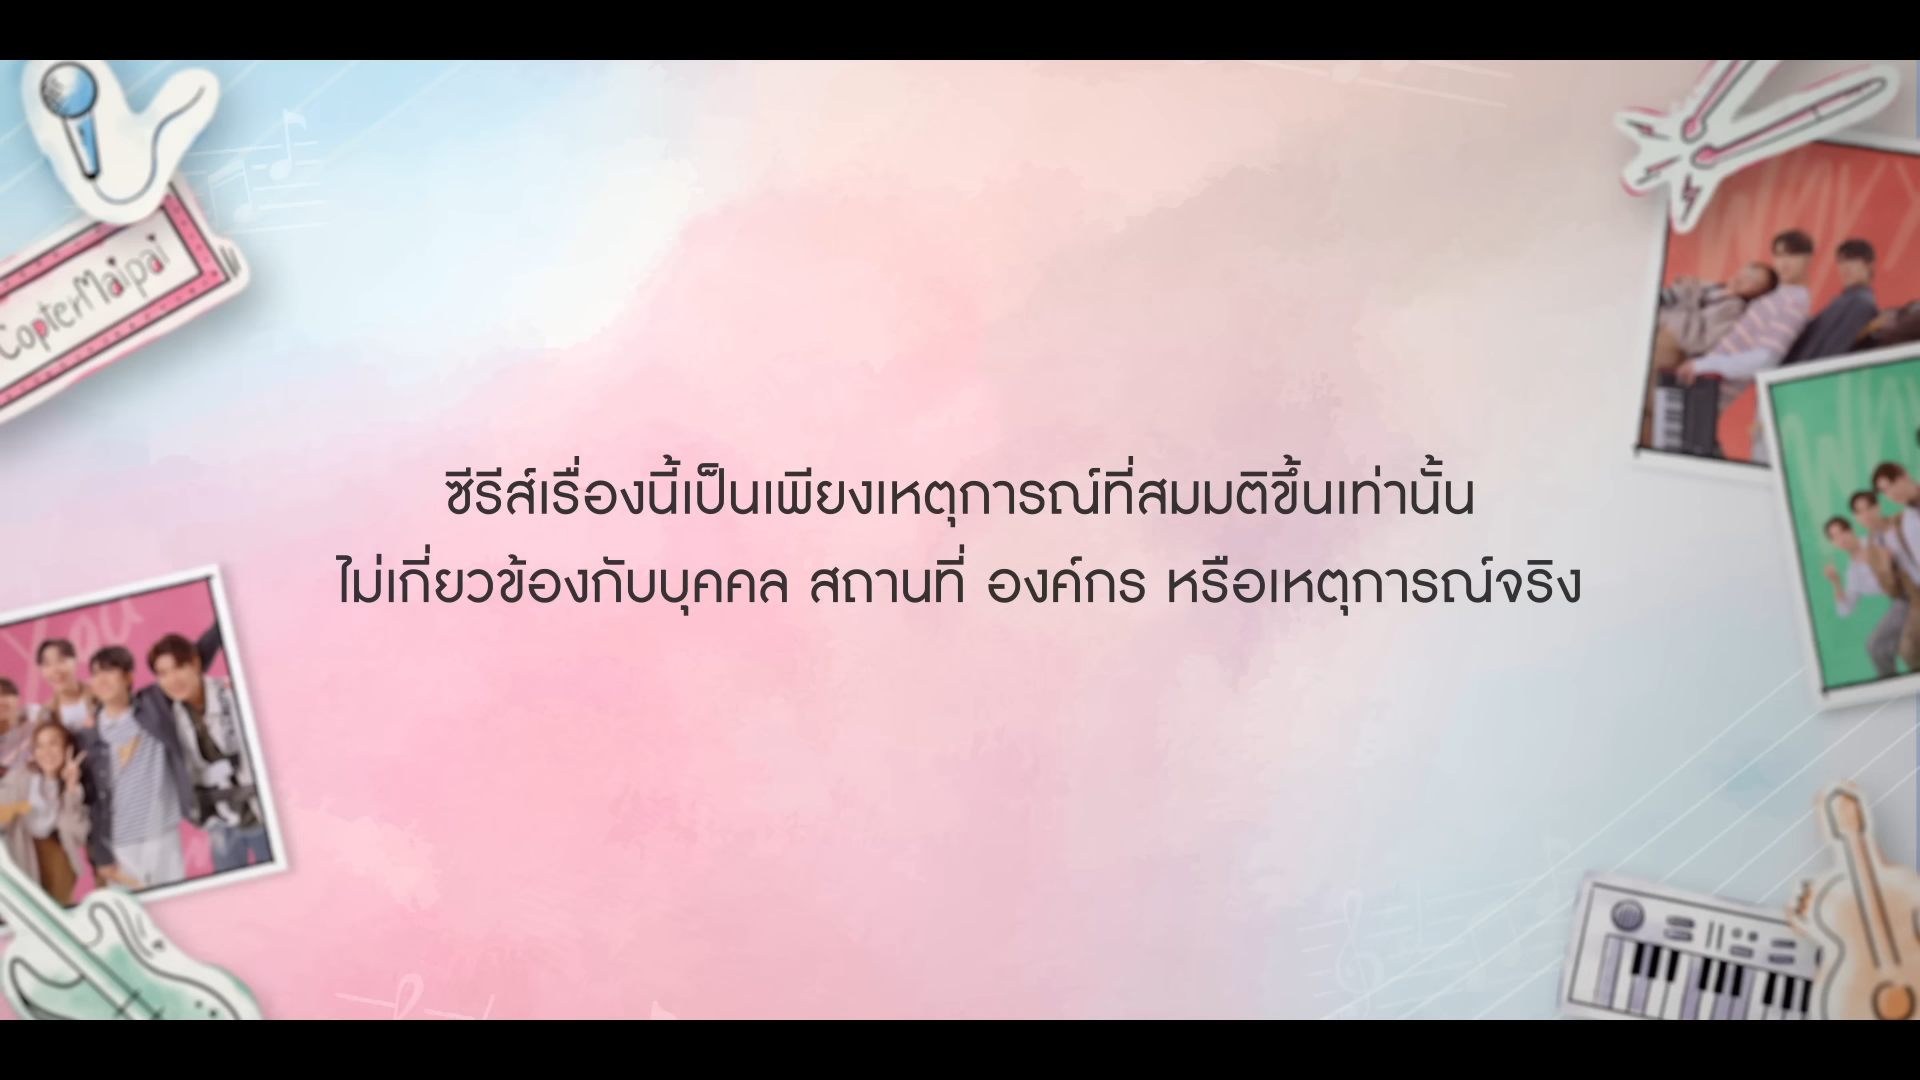 CopterMaipai
ซีรีส์เรื่องนี้เป็นเพียงเหตุการณ์ที่สมมติขึ้นเท่านั้น
ไม่เกี่ยวข้องกับบุคคล สถานที่ องค์กร หรือเหตุการณ์จริง
You